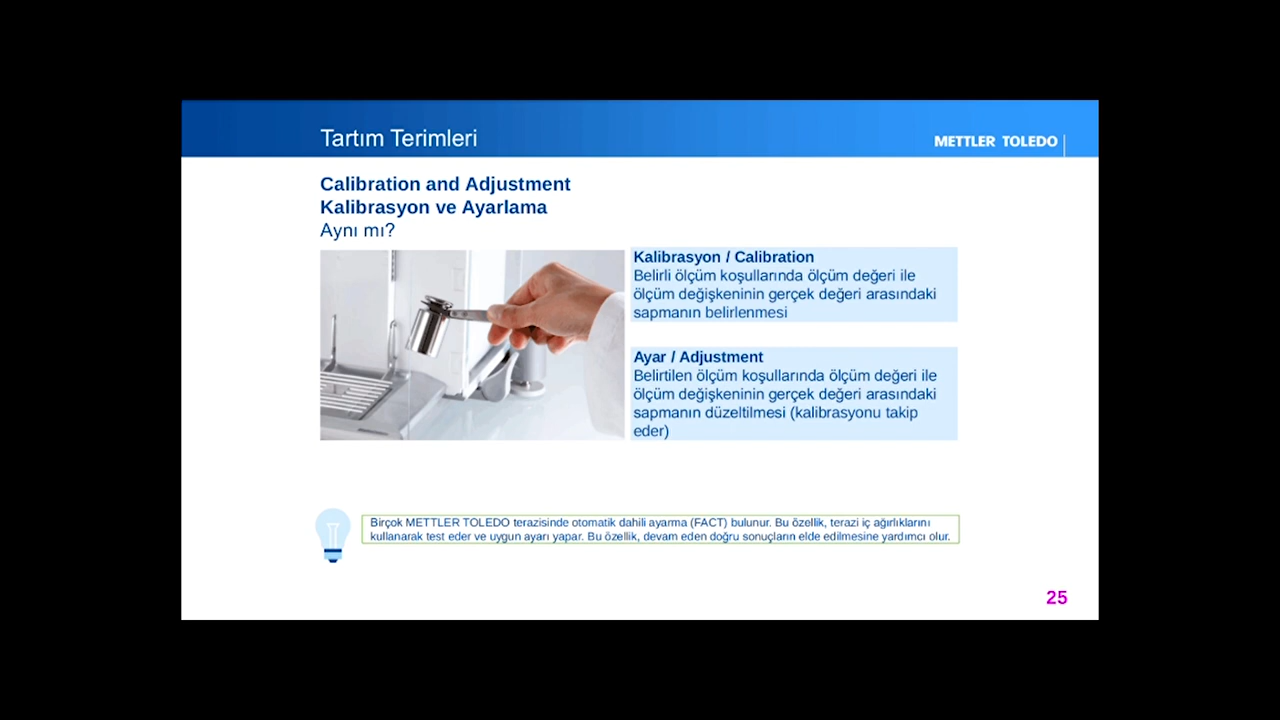 Tartım Terimleri
METTLER TOLEDO
Calibration and Adjustment
Kalibrasyon ve Ayarlama
Aynı mı?
Kalibrasyon / Calibration
Belirli ölçüm koşullarında ölçüm değeri ile
ölçüm değişkeninin gerçek değeri arasındaki
sapmanın belirlenmesi
Ayar / Adjustment
Belirtilen ölçüm koşullarında ölçüm değeri ile
ölçüm değişkeninin gerçek değeri arasındaki
sapmanın düzeltilmesi (kalibrasyonu takip
eder)
Birçok METTLER TOLEDO terazisinde otomatik dahili ayarma (FACT) bulunur. Bu özellik, terazi iç ağırlıklarını
kullanarak test eder ve uygun ayarı yapar. Bu özellik, devam eden doğru sonuçların elde edilmesine yardımcı olur.
25